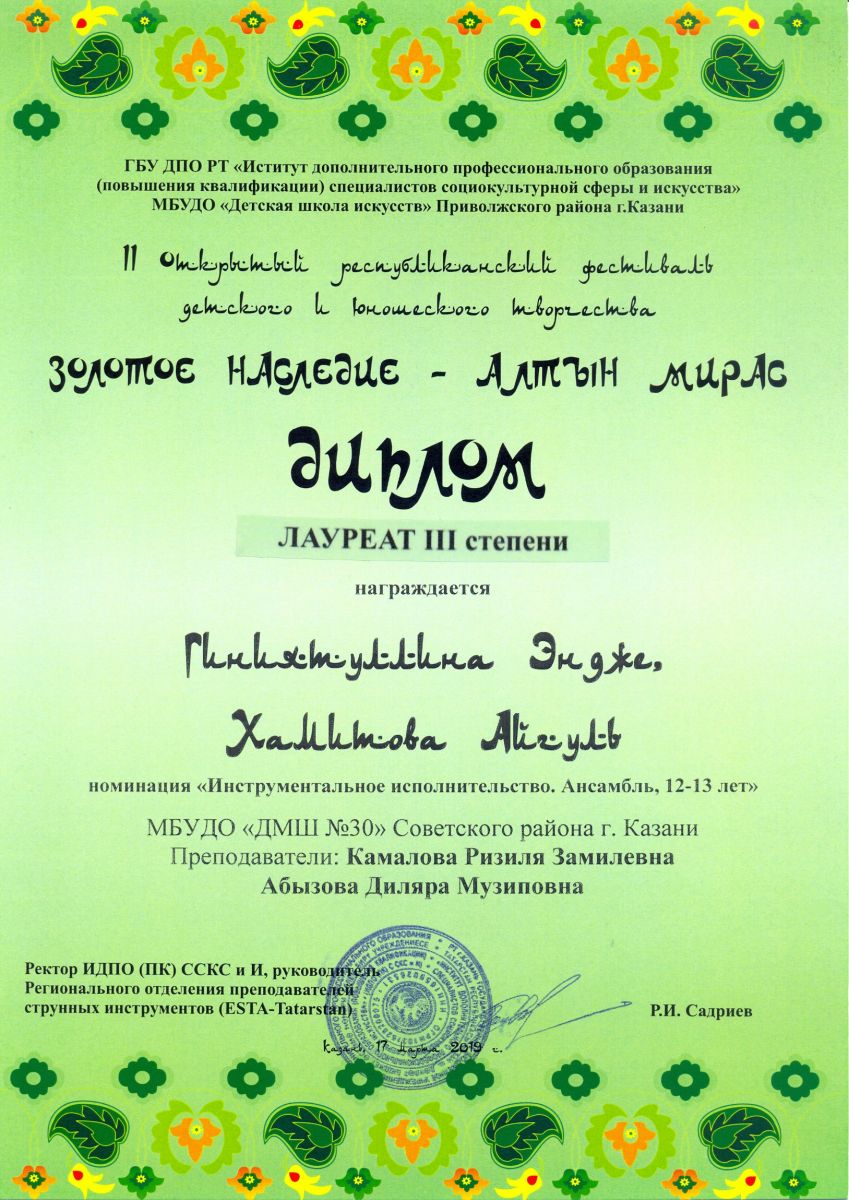 ГБУ ДПО РТ «Иститут дополнительного профессионального образования
(повышения квалификации) специалистов социокультурной сферы и искусства»
МБУДО «Детская школа искусств» Приволжского района г.Казани
II Открытый республиканский фестиваль
детского и юношеского творчества
ЗОЛОТОЕ НАСЛЕДИЕ - АЛТЫН МИРАС
ДИПЛОМ
ЛАУРЕАТ III степени
награждается
Гиниятуллина Эндже,
Хамитова Айгуль
номинация «Инструментальное исполнительство. Ансамбль, 12-13 лет»
МБУДО «ДМШ №30» Советского района г. Казани
Преподаватели: Камалова Ризиля Замилевна
Абызова Диляра Музиповна
Ректор ИДПО (ПК) ССКС и И, руководитель
Регионального отделения преподавателей
струнных инструментов (ESTA-Tatarstan)
Р.И. Садриев
Казань, 17 марта 2019 г.